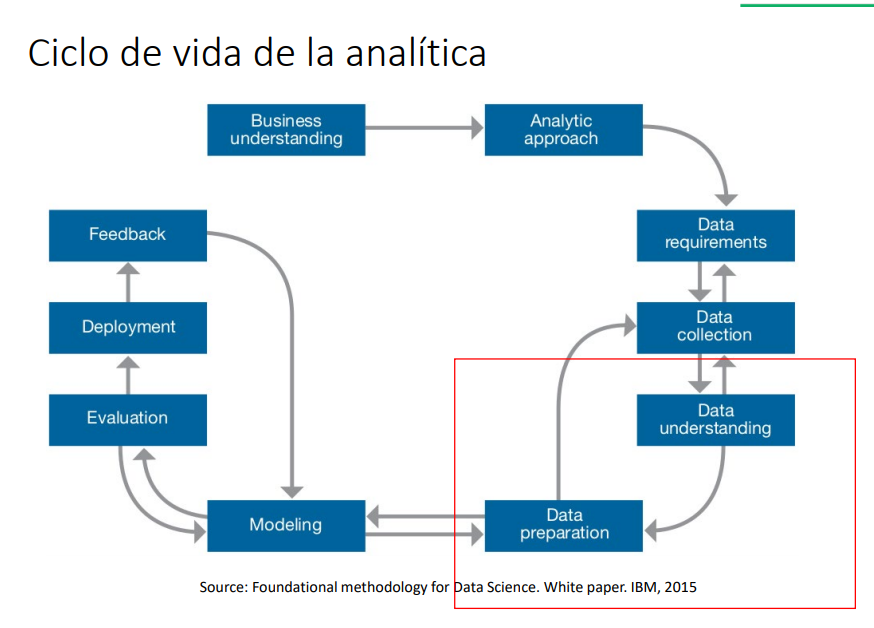 Ciclo de vida de la analítica
Business
understanding
Analytic
approach
Feedback
Data
requirements
Deployment
Data
collection
Evaluation
Data
understanding
Modeling
Data
preparation
Source: Foundational methodology for Data Science. White paper. IBM, 2015